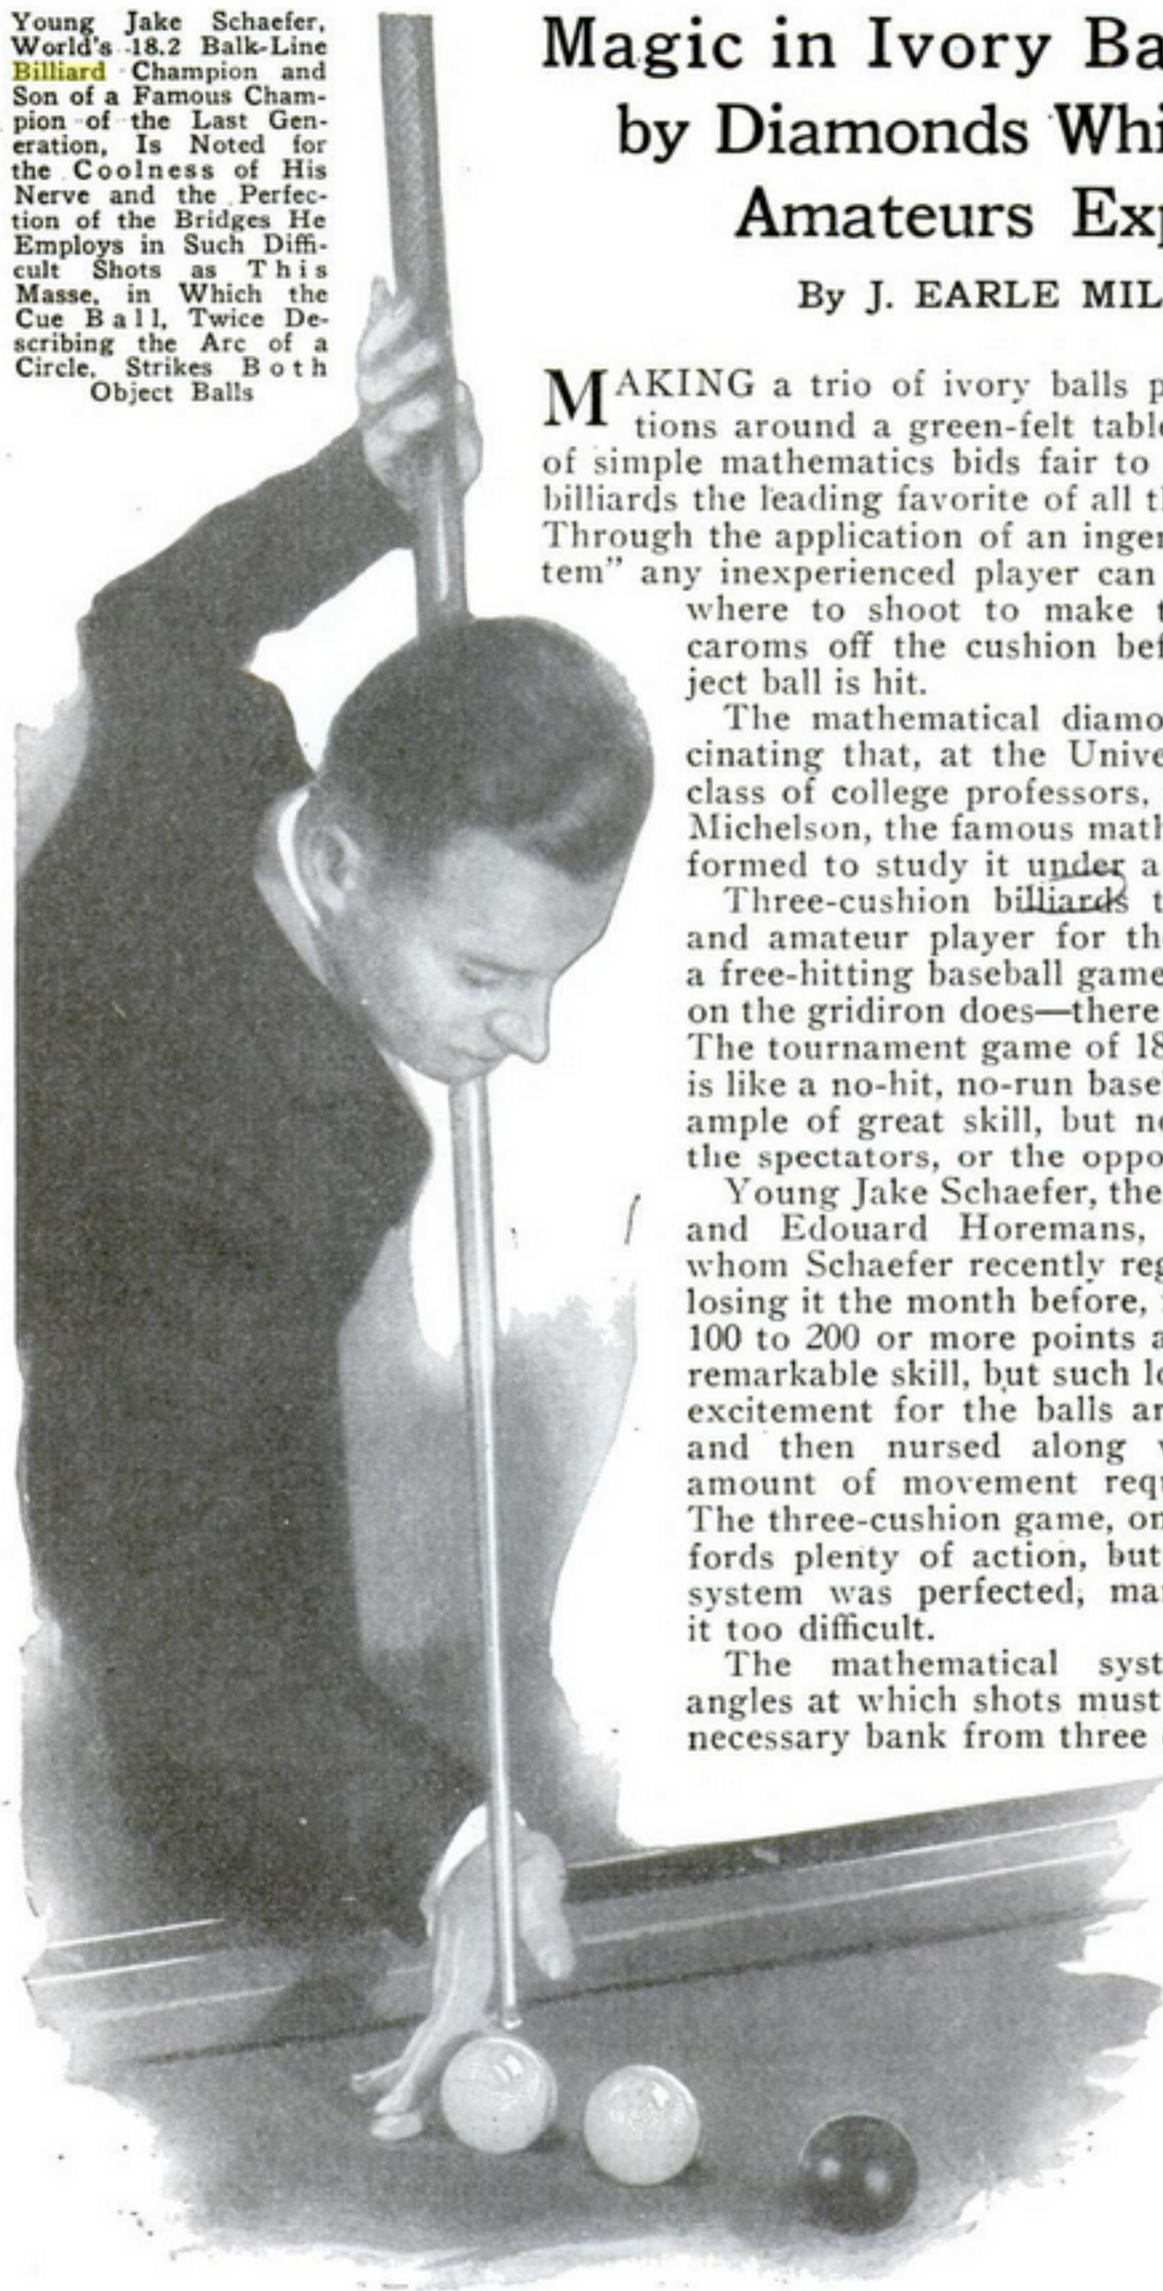 Young Jake Schaefer,
World's 18.2 Balk-Line
Billiard Champion and
Son of a Famous Cham-
pion of the Last Gen-
eration, Is Noted for
the Coolness of His
Nerve and the Perfec-
tion of the Bridges He
Employs in Such Diffi-
cult Shots as This
Masse, in Which the
Cue Ball, Twice De-
scribing the Arc of a
Circle, Strikes Both
Object Balls
Magic in Ivory Ba
by Diamonds Whi
Amateurs Exp
By J. EARLE MIL
MAKING a trio of ivory balls p
tions around a green-felt table
of simple mathematics bids fair to
billiards the leading favorite of all th
Through the application of an inger
tem” any inexperienced player can
where to shoot to make t
caroms off the cushion bef
ject ball is hit.
The mathematical diamo
cinating that, at the Unive
class of college professors,
Michelson, the famous math
formed to study it under a
Three-cushion billiards t
and amateur player for the
a free-hitting baseball game
on the gridiron does—there
The tournament game of 18
is like a no-hit, no-run base
ample of great skill, but no
the spectators, or the oppo
Young Jake Schaefer, the
and Edouard Horemans,
whom Schaefer recently reg
losing it the month before,
100 to 200 or more points a
remarkable skill, but such lo
excitement for the balls ar
and then nursed along
amount of movement requ
The three-cushion game, on
fords plenty of action, but
system was perfected, ma
it too difficult.
The mathematical syst
angles at which shots must
necessary bank from three